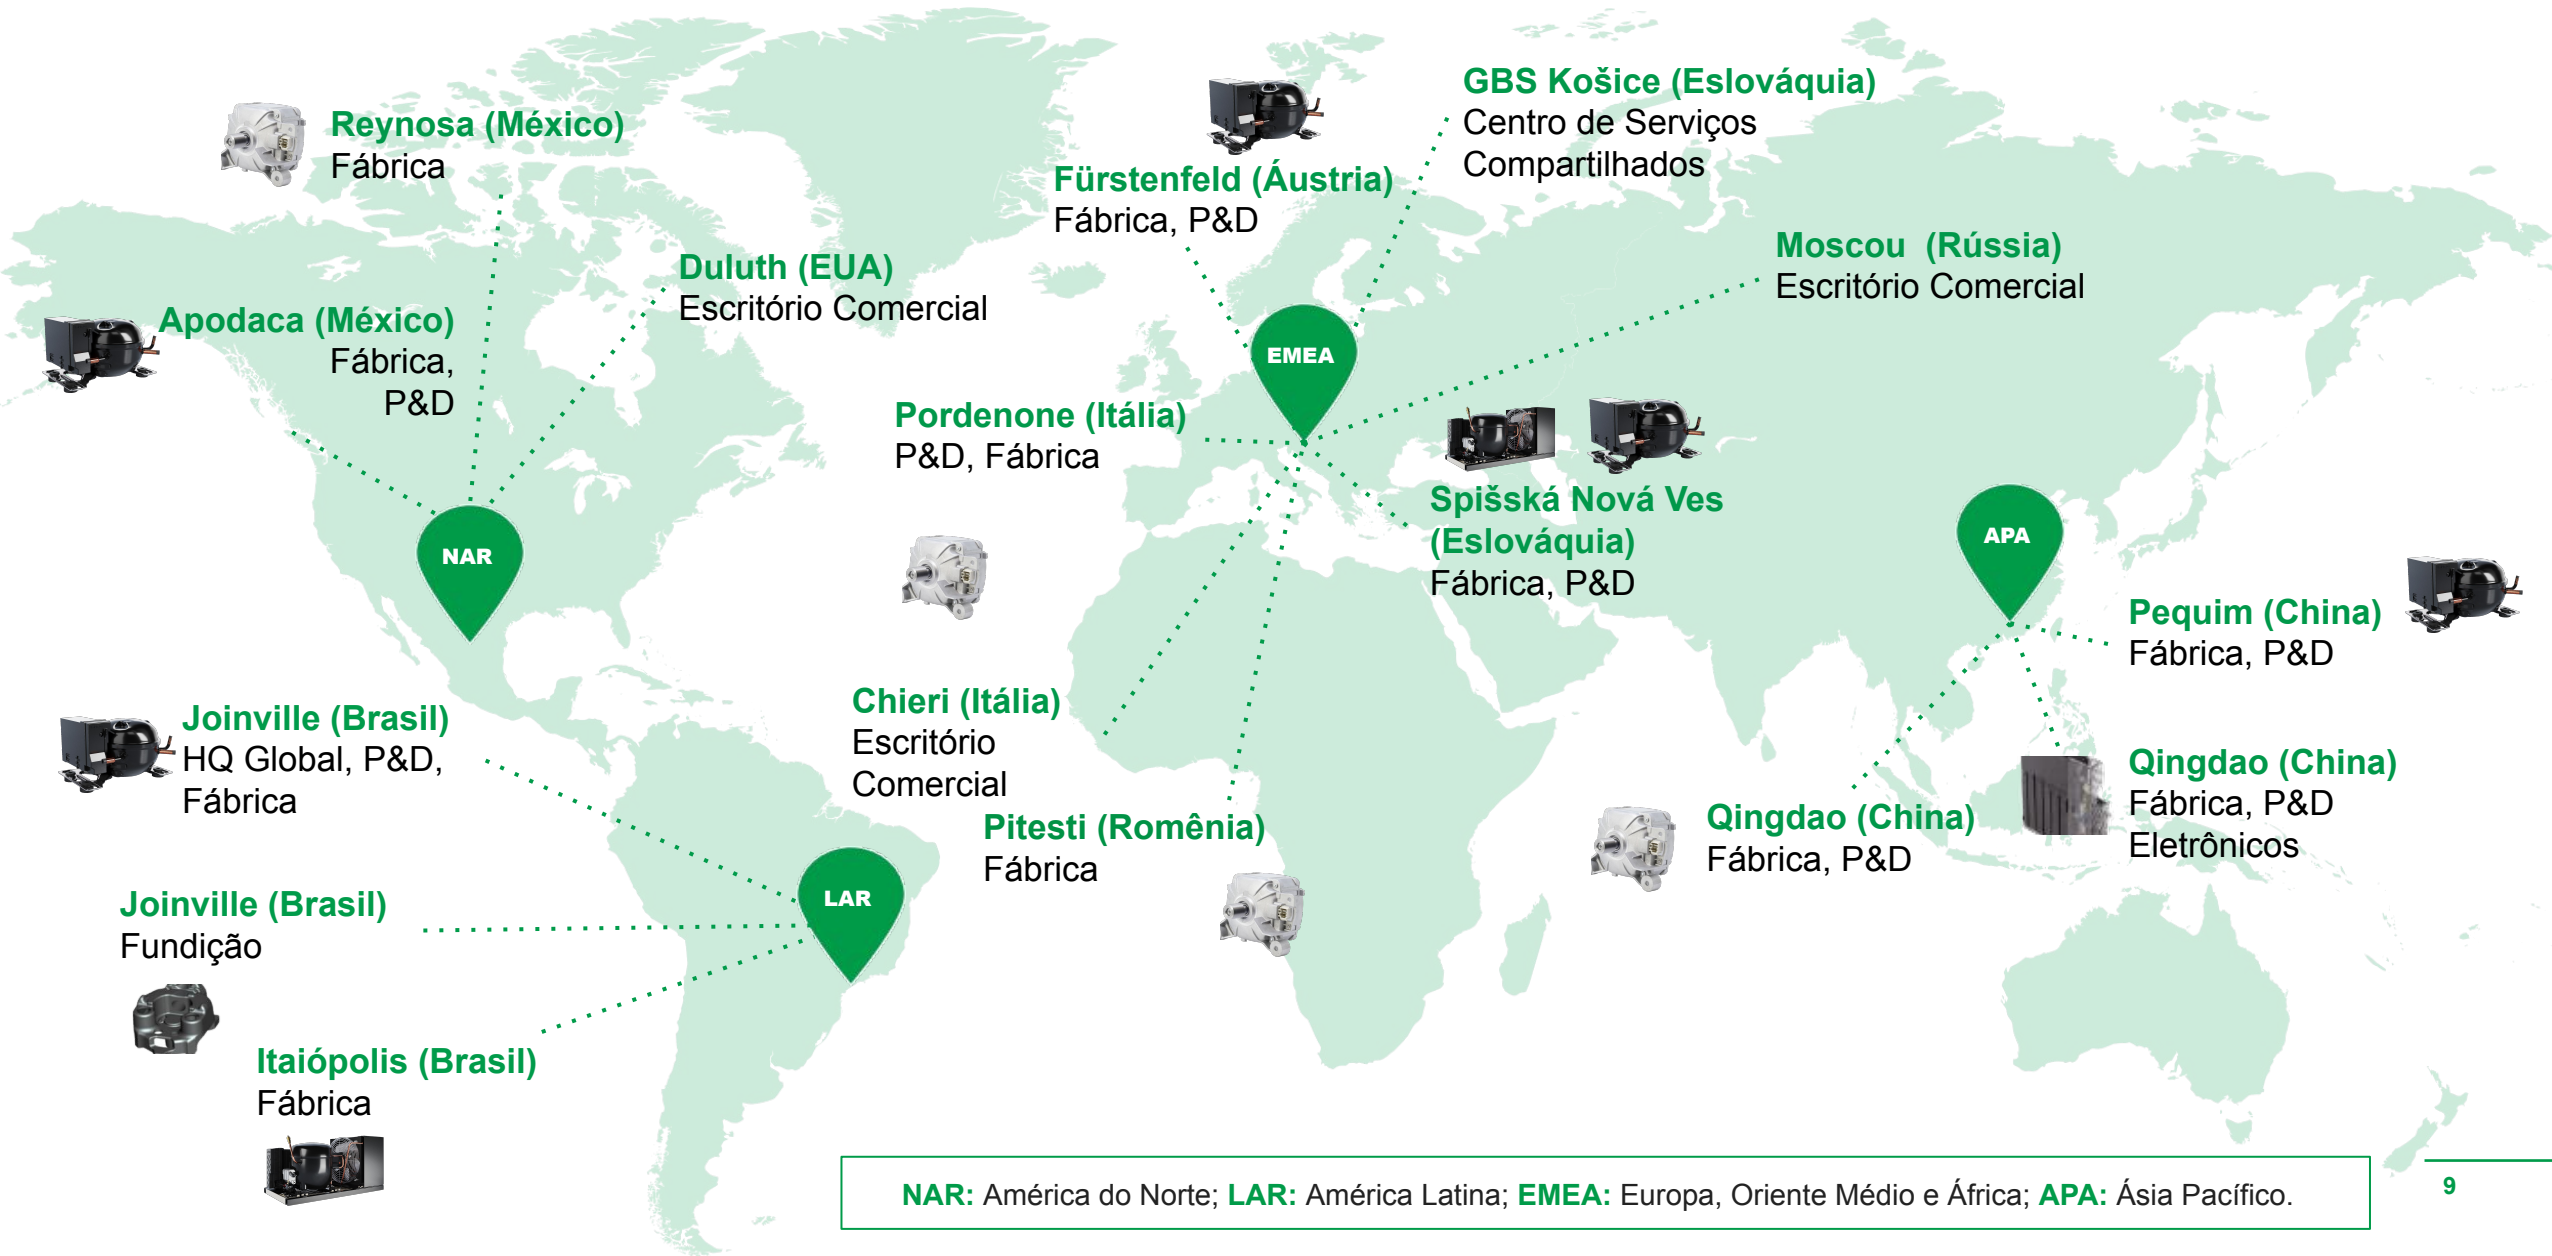 Reynosa (México)
Fábrica
Apodaca (México)
Fábrica,
P&D
Duluth (EUA)
Escritório Comercial
NAR
Joinville (Brasil)
HQ Global, P&D,
Fábrica
Joinville (Brasil)
Fundição
Itaiópolis (Brasil)
Fábrica
LAR
GBS Košice (Eslováquia)
Centro de Serviços
Compartilhados
Fürstenfeld (Áustria)
Fábrica, P&D
Moscou  (Rússia)
Escritório Comercial
EMEA
Pordenone (Itália)
P&D, Fábrica
Spišská Nová Ves
(Eslováquia)
Fábrica, P&D
Chieri (Itália)
Escritório
Comercial
Pitesti (Romênia)
Fábrica
APA
Pequim (China)
Fábrica, P&D
Qingdao (China)
Fábrica, P&D
Eletrônicos
Qingdao (China)
Fábrica, P&D
NAR: América do Norte; LAR: América Latina; EMEA: Europa, Oriente Médio e África; APA: Ásia Pacífico.
9